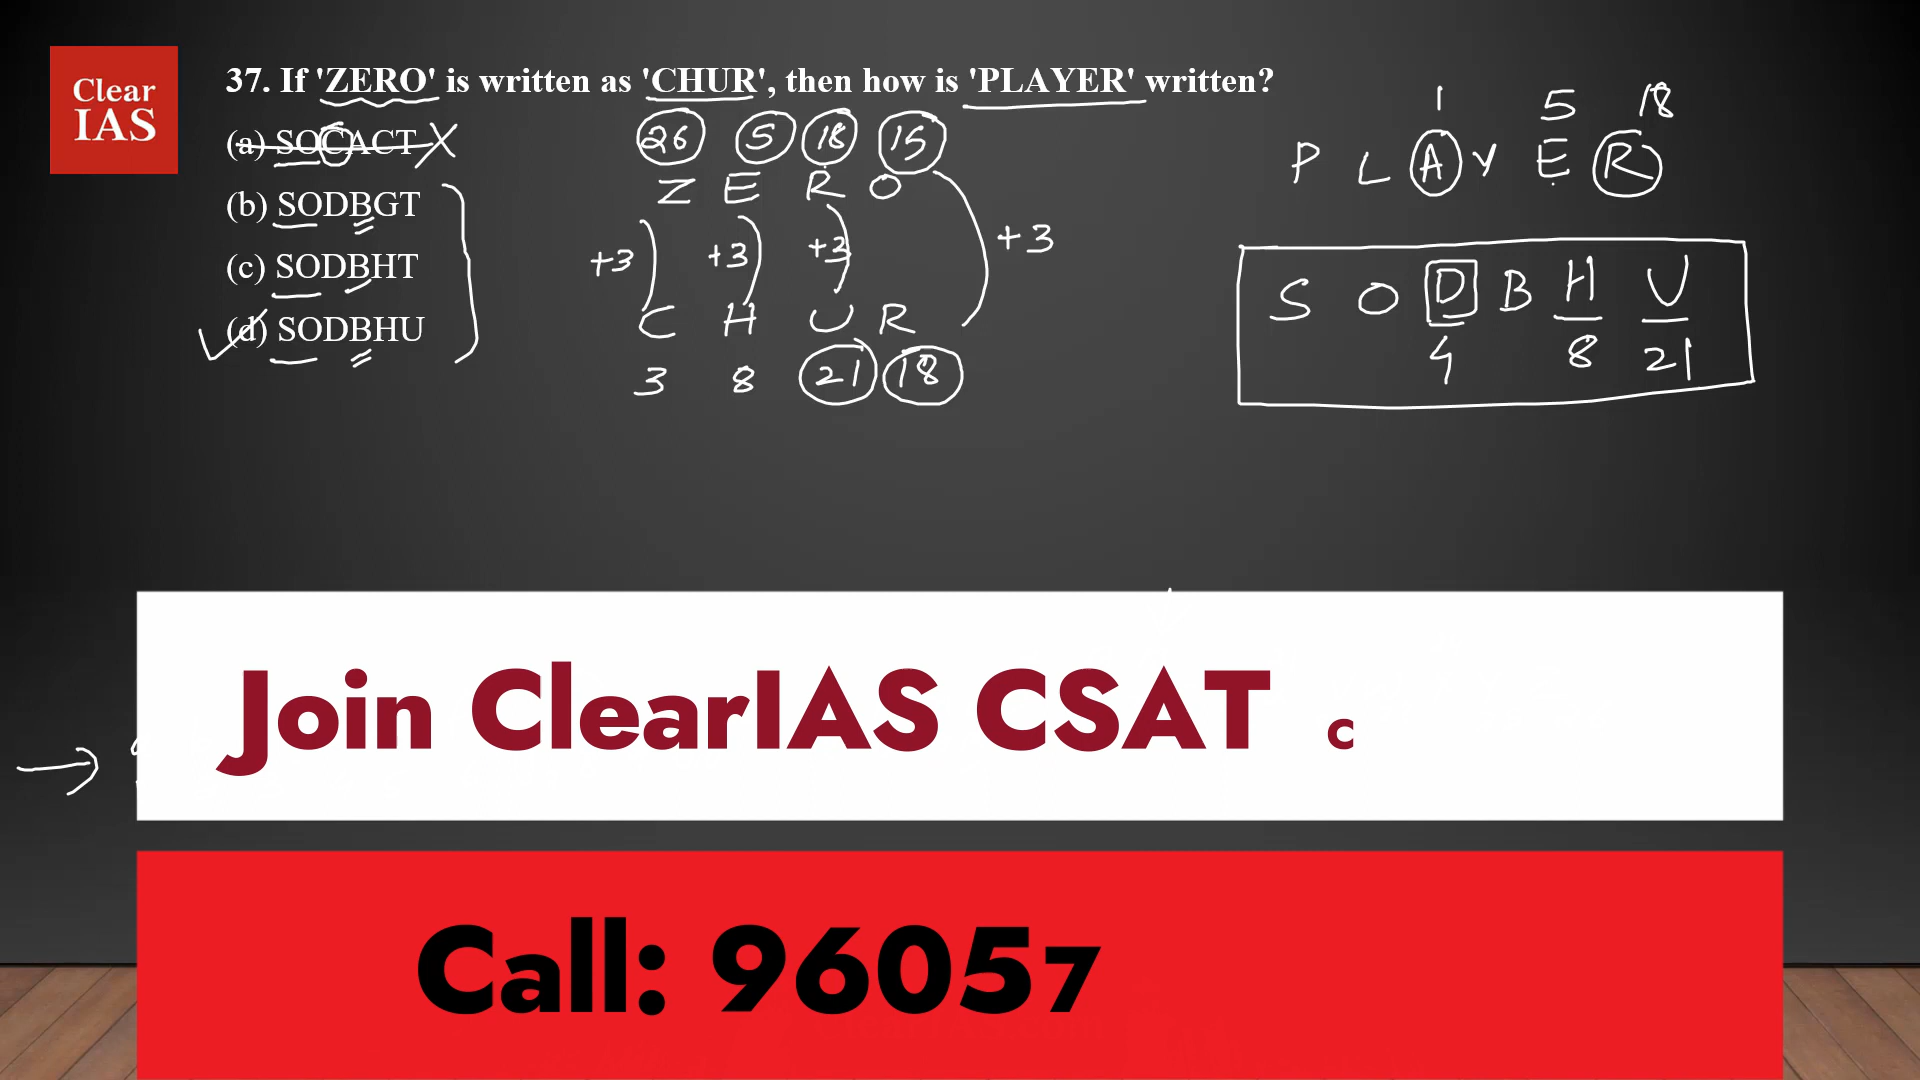 Clear
IAS
37. If 'ZERO' is written as 'CHUR', then how is 'PLAYER' written?
(a) SOCACT X
(b) SODBGT
(c) SODBHT
(d) SODBHU
26 5 18 15
Z E R O
+3 +3 +3 +3
C H U R
3 8 21 18
1 5 18
P L A Y E R
S O D B H U
4 8 21
Join ClearIAS CSAT c
Call: 96057